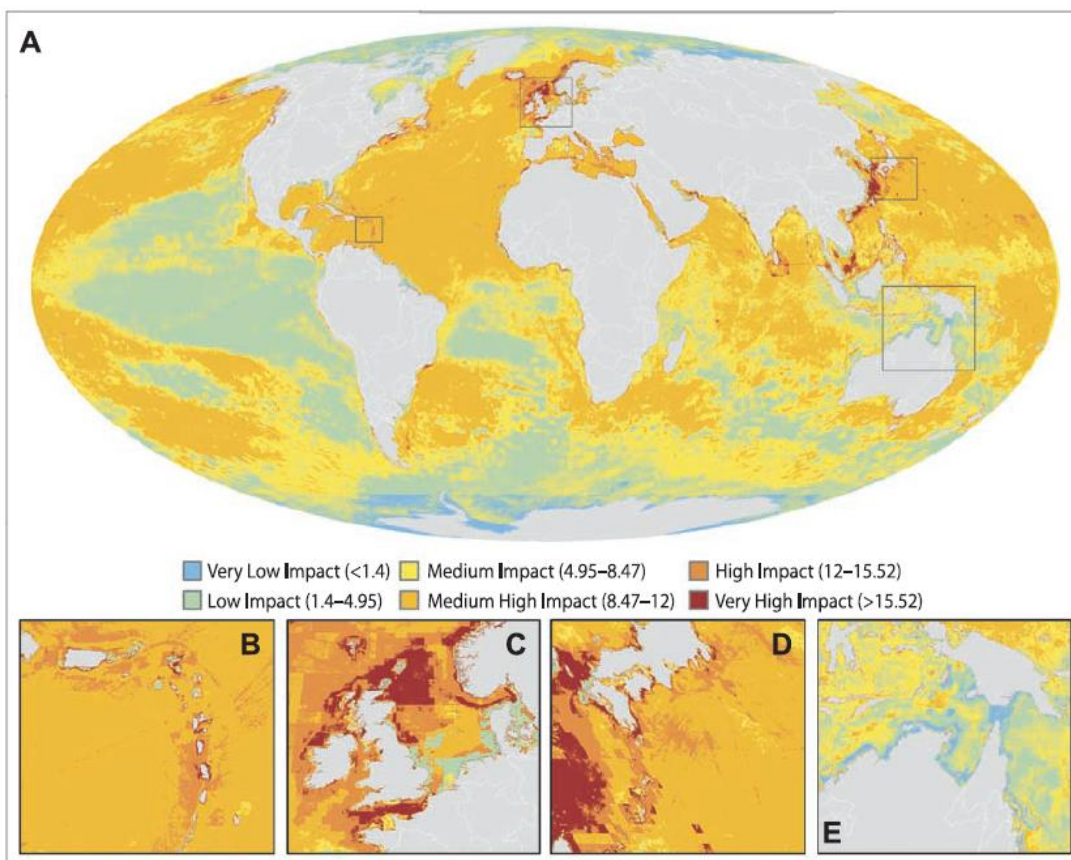 A
Very Low Impact (<1.4) Medium Impact (4.95–8.47) High Impact (12–15.52)
Low Impact (1.4–4.95) Medium High Impact (8.47–12) Very High Impact (>15.52)
B
C
D
E